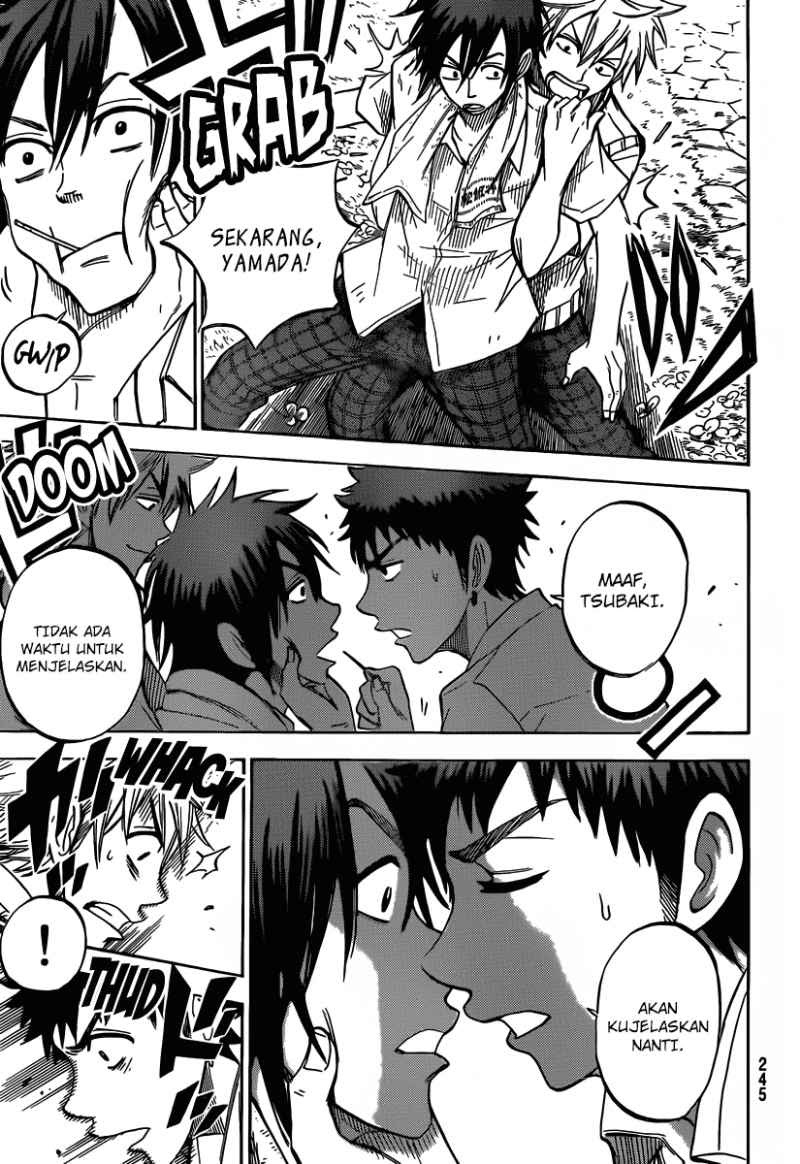 GRAB
SEKARANG,
YAMADA!
GWIP
MAAF,
TSUBAKI.
DOOM
TIDAK ADA
WAKTU UNTUK
MENJELASKAN.
AKAN
KUJELASKAN
NANTI.
WHACK
!
THUD
245